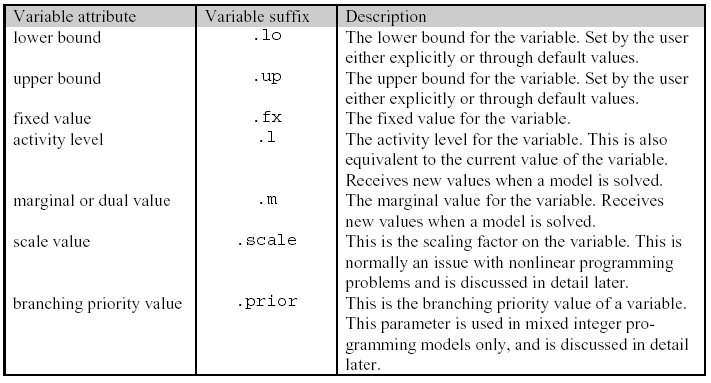 Variable attribute Variable suffix Description
lower bound .lo The lower bound for the variable. Set by the user
either explicitly or through default values.
upper bound .up The upper bound for the variable. Set by the user
either explicitly or through default values.
fixed value .fx The fixed value for the variable.
activity level .l The activity level for the variable. This is also
equivalent to the current value of the variable.
Receives new values when a model is solved.
marginal or dual value .m The marginal value for the variable. Receives
new values when a model is solved.
scale value .scale This is the scaling factor on the variable. This is
normally an issue with nonlinear programming
problems and is discussed in detail later.
branching priority value .prior This is the branching priority value of a variable.
This parameter is used in mixed integer pro-
gramming models only, and is discussed in detail
later.